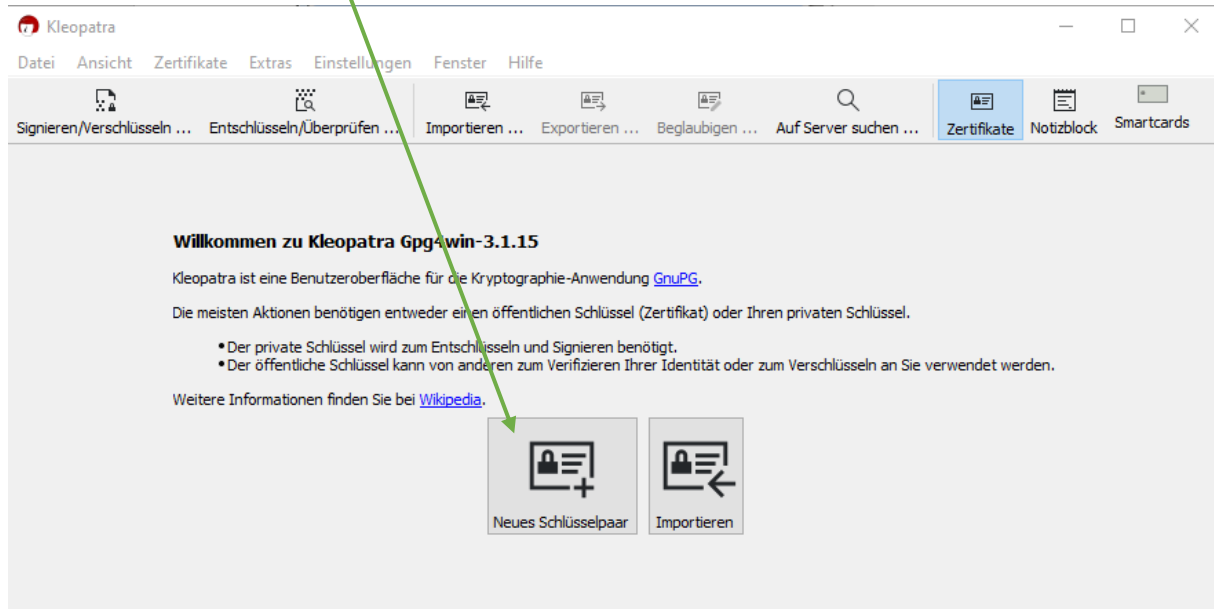 Kleopatra
Datei Ansicht Zertifikate Extras Einstellungen Fenster Hilfe
Signieren/Verschlüsseln ... Entschlüsseln/Überprüfen ... Importieren ... Exportieren ... Beglaubigen ... Auf Server suchen ... Zertifikate Notizblock Smartcards
Willkommen zu Kleopatra Gpg4win-3.1.15
Kleopatra ist eine Benutzeroberfläche für die Kryptographie-Anwendung GnuPG.
Die meisten Aktionen benötigen entweder einen öffentlichen Schlüssel (Zertifikat) oder Ihren privaten Schlüssel.
•Der private Schlüssel wird zum Entschlüsseln und Signieren benötigt.
•Der öffentliche Schlüssel kann von anderen zum Verifizieren Ihrer Identität oder zum Verschlüsseln an Sie verwendet werden.
Weitere Informationen finden Sie bei Wikipedia.
Neues Schlüsselpaar Importieren